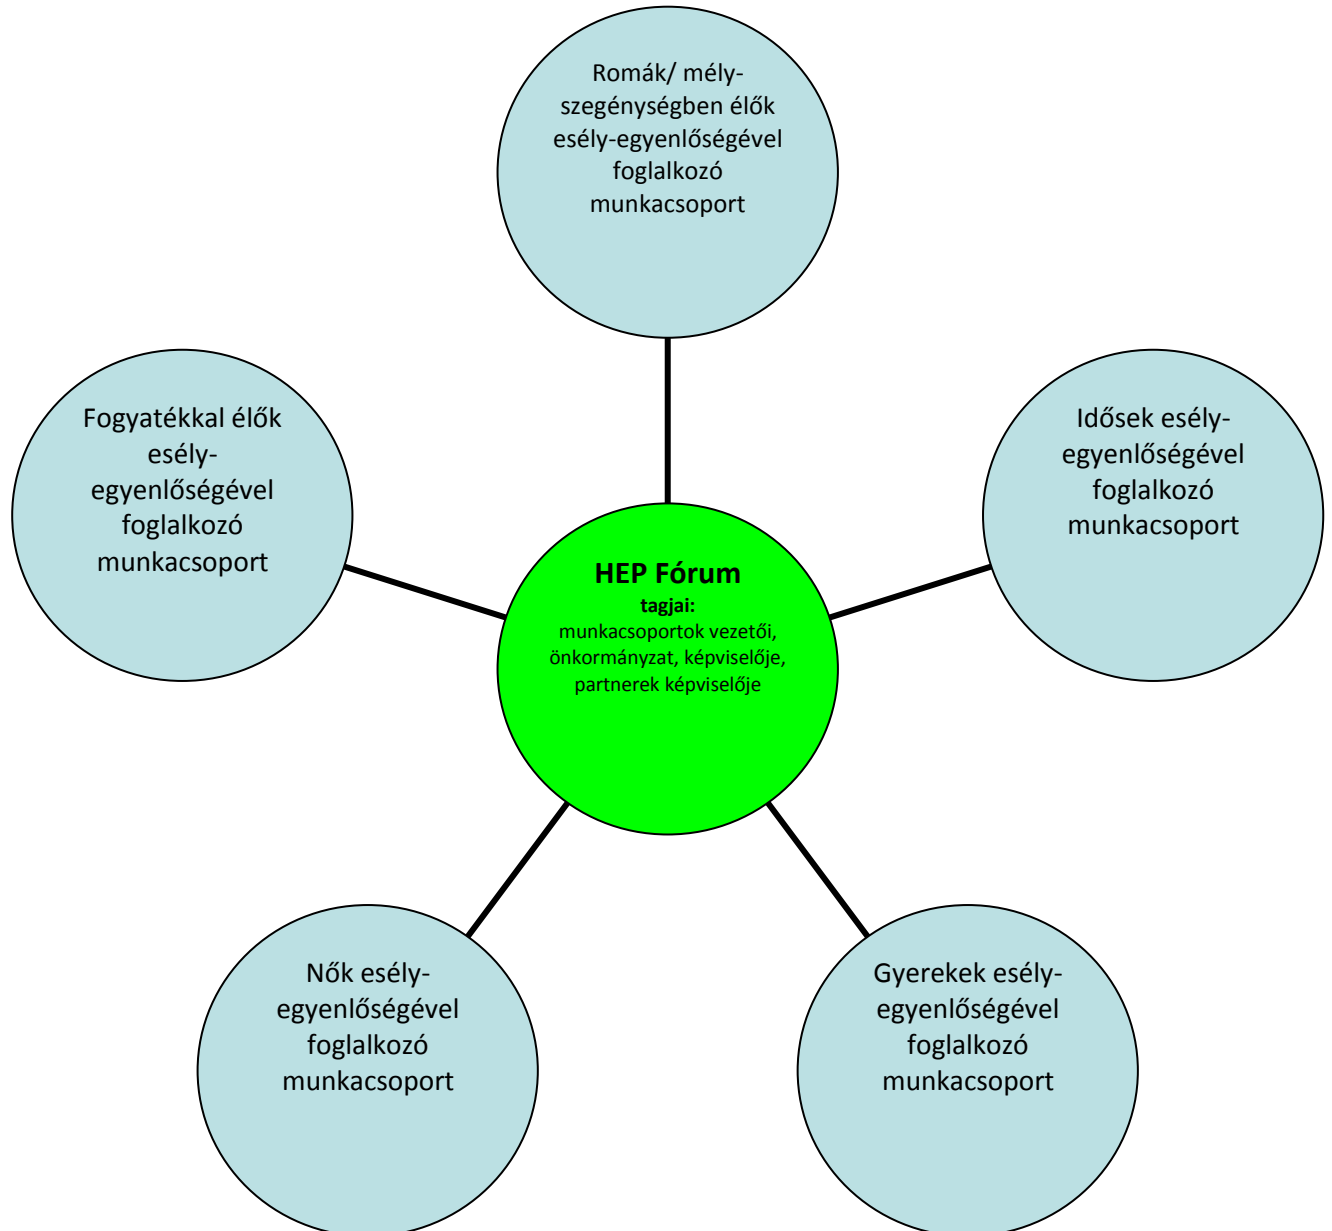 Romák/ mély-
szegénységben élők
esély-egyenlőségével
foglalkozó
munkacsoport
Fogyatékkal élők
esély-
egyenlőségével
foglalkozó
munkacsoport
Idősek esély-
egyenlőségével
foglalkozó
munkacsoport
HEP Fórum
tagjai:
munkacsoportok vezetői,
önkormányzat, képviselője,
partnerek képviselője
Nők esély-
egyenlőségével
foglalkozó
munkacsoport
Gyerekek esély-
egyenlőségével
foglalkozó
munkacsoport